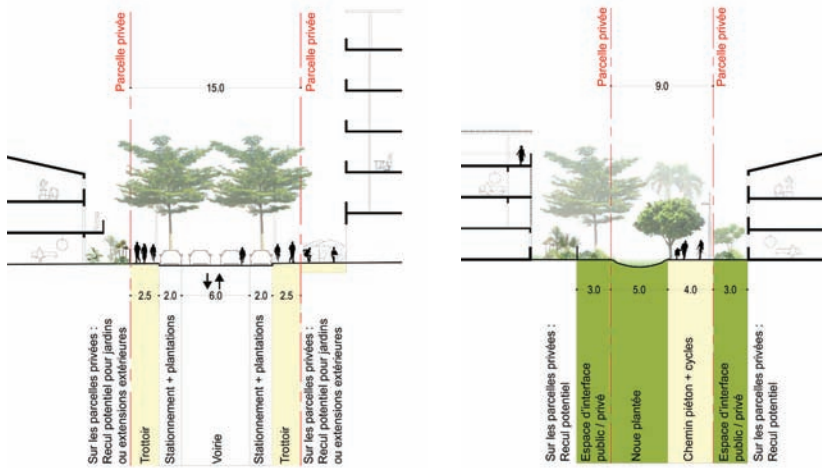 Parcelle privée
Parcelle privée
15.0
2.5
2.0
6.0
2.0
2.5
Sur les parcelles privées :
Recul potentiel pour jardins
ou extensions extérieures
Trottoir
Stationnement + plantations
Voirie
Stationnement + plantations
Trottoir
Sur les parcelles privées :
Recul potentiel pour jardins
ou extensions extérieures
Parcelle privée
Parcelle privée
9.0
3.0
5.0
4.0
3.0
Sur les parcelles privées :
Recul potentiel
Espace d'interface
public / privé
Noue plantée
Chemin piéton + cycles
Espace d'interface
public / privé
Sur les parcelles privées :
Recul potentiel